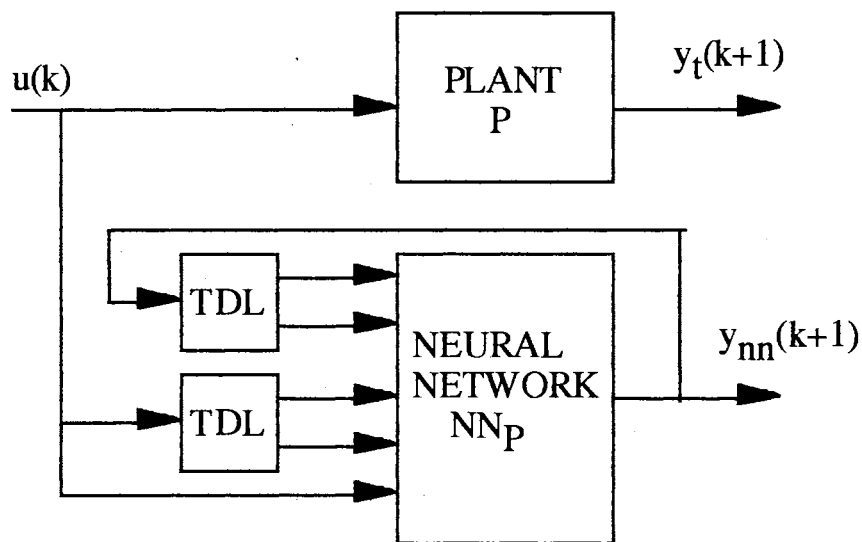 u(k)
PLANT
P
y_t(k+1)
TDL
TDL
NEURAL
NETWORK
NN_P
y_nn(k+1)